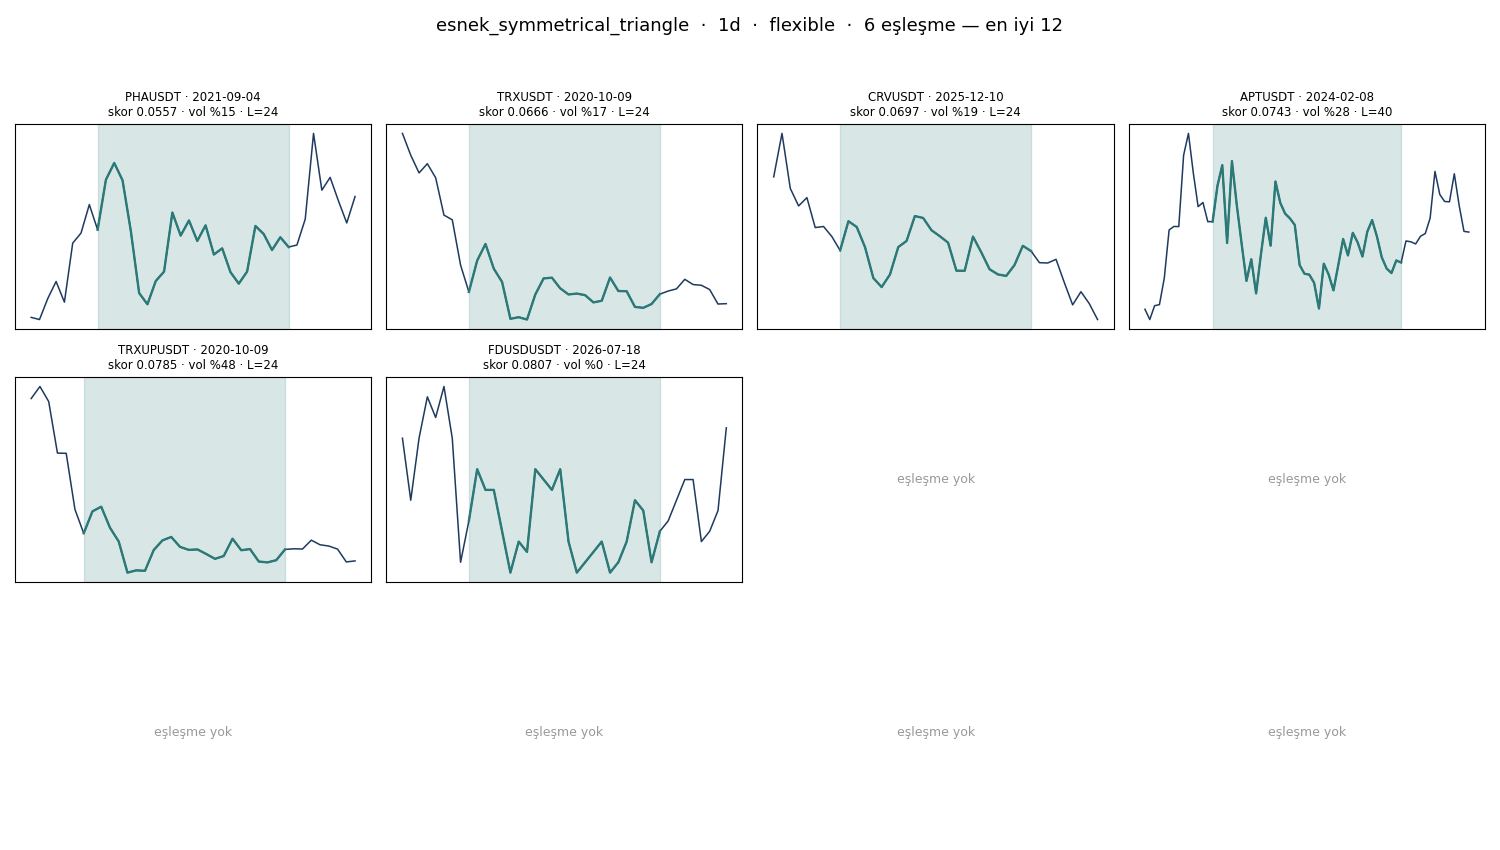 esnek_symmetrical_triangle · 1d · flexible · 6 eşleşme — en iyi 12
PHAUSDT · 2021-09-04
skor 0.0557 · vol %15 · L=24
TRXUSDT · 2020-10-09
skor 0.0666 · vol %17 · L=24
CRVUSDT · 2025-12-10
skor 0.0697 · vol %19 · L=24
APTUSDT · 2024-02-08
skor 0.0743 · vol %28 · L=40
TRXUPUSDT · 2020-10-09
skor 0.0785 · vol %48 · L=24
FDUSDUSDT · 2026-07-18
skor 0.0807 · vol %0 · L=24
eşleşme yok
eşleşme yok
eşleşme yok
eşleşme yok
eşleşme yok
eşleşme yok